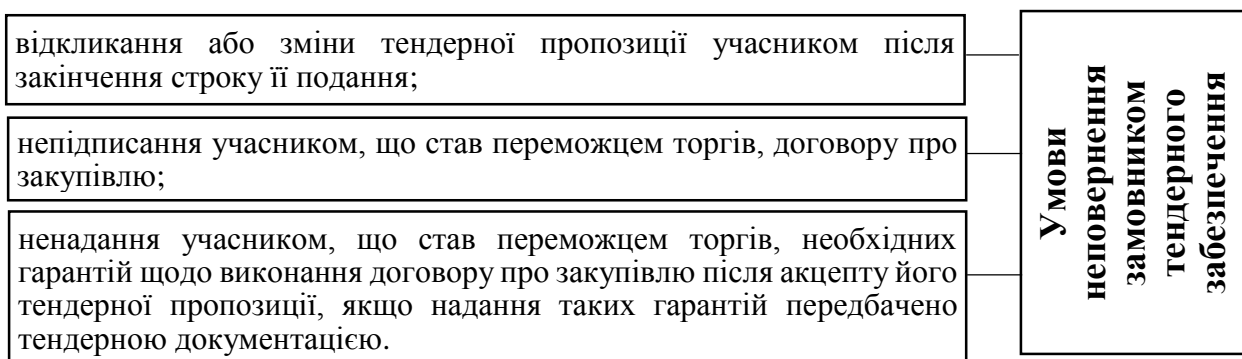 відкликання або зміни тендерної пропозиції учасником після
закінчення строку її подання;
непідписання учасником, що став переможцем торгів, договору про
закупівлю;
ненадання учасником, що став переможцем торгів, необхідних
гарантій щодо виконання договору про закупівлю після акцепту його
тендерної пропозиції, якщо надання таких гарантій передбачено
тендерною документацією.
Умови
неповернення
замовником
тендерного
забезпечення